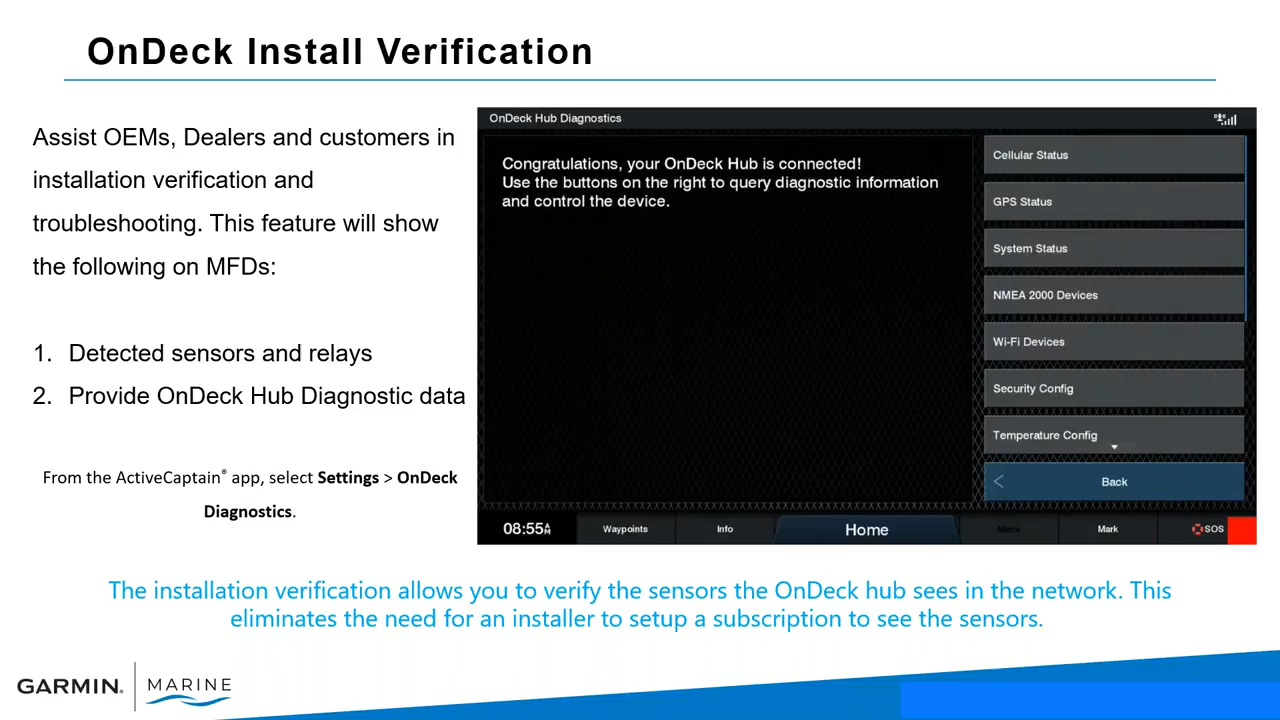 OnDeck Install Verification
Assist OEMs, Dealers and customers in
installation verification and
troubleshooting. This feature will show
the following on MFDs:
1. Detected sensors and relays
2. Provide OnDeck Hub Diagnostic data
From the ActiveCaptain® app, select Settings > OnDeck
Diagnostics.
OnDeck Hub Diagnostics
Congratulations, your OnDeck Hub is connected!
Use the buttons on the right to query diagnostic information
and control the device.
Cellular Status
GPS Status
System Status
NMEA 2000 Devices
Wi-Fi Devices
Security Config
Temperature Config
Back
08:55AM
Waypoints
Info
Home
Menu
Mark
SOS
The installation verification allows you to verify the sensors the OnDeck hub sees in the network. This
eliminates the need for an installer to setup a subscription to see the sensors.
GARMIN. MARINE